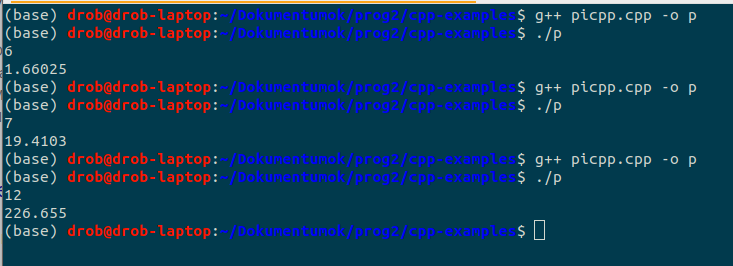 (base) drob@drob-laptop:~/Dokumentumok/prog2/cpp-examples$ g++ picpp.cpp -o p
(base) drob@drob-laptop:~/Dokumentumok/prog2/cpp-examples$ ./p
6
1.66025
(base) drob@drob-laptop:~/Dokumentumok/prog2/cpp-examples$ g++ picpp.cpp -o p
(base) drob@drob-laptop:~/Dokumentumok/prog2/cpp-examples$ ./p
7
19.4103
(base) drob@drob-laptop:~/Dokumentumok/prog2/cpp-examples$ g++ picpp.cpp -o p
(base) drob@drob-laptop:~/Dokumentumok/prog2/cpp-examples$ ./p
12
226.655
(base) drob@drob-laptop:~/Dokumentumok/prog2/cpp-examples$